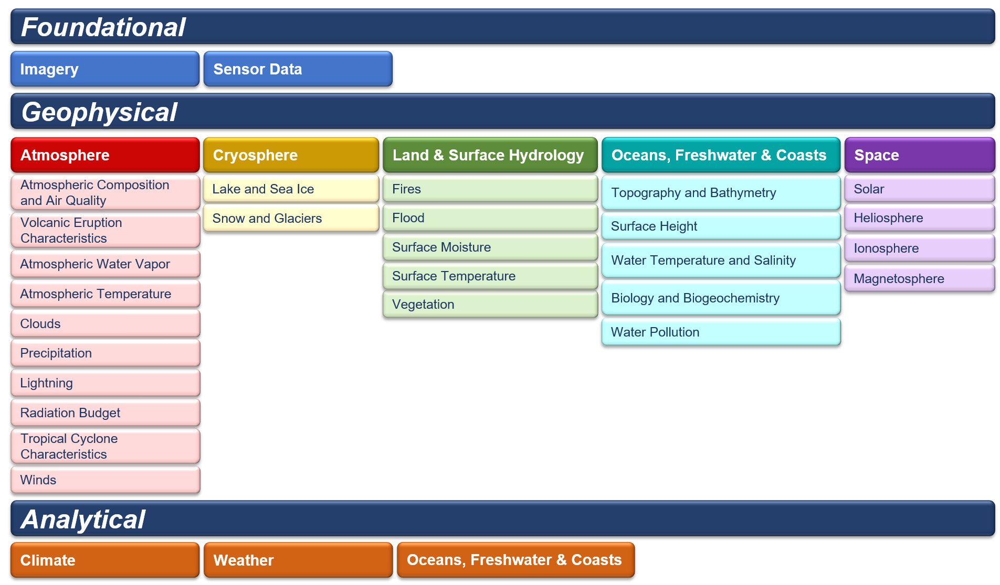 Foundational
Imagery
Sensor Data
Geophysical
Atmosphere
Atmospheric Composition
and Air Quality
Volcanic Eruption
Characteristics
Atmospheric Water Vapor
Atmospheric Temperature
Clouds
Precipitation
Lightning
Radiation Budget
Tropical Cyclone
Characteristics
Winds
Cryosphere
Lake and Sea Ice
Snow and Glaciers
Land & Surface Hydrology
Fires
Flood
Surface Moisture
Surface Temperature
Vegetation
Oceans, Freshwater & Coasts
Topography and Bathymetry
Surface Height
Water Temperature and Salinity
Biology and Biogeochemistry
Water Pollution
Space
Solar
Heliosphere
Ionosphere
Magnetosphere
Analytical
Climate
Weather
Oceans, Freshwater & Coasts